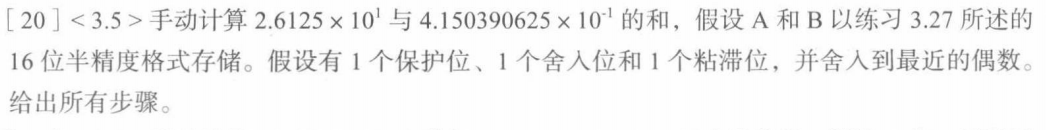 [ 20 ] < 3.5 > 手动计算 2.6125 × 10¹ 与 4.150390625 × 10⁻¹ 的和，假设 A 和 B 以练习 3.27 所述的
16 位半精度格式存储。假设有 1 个保护位、1 个舍入位和 1 个粘滞位，并舍入到最近的偶数。
给出所有步骤。